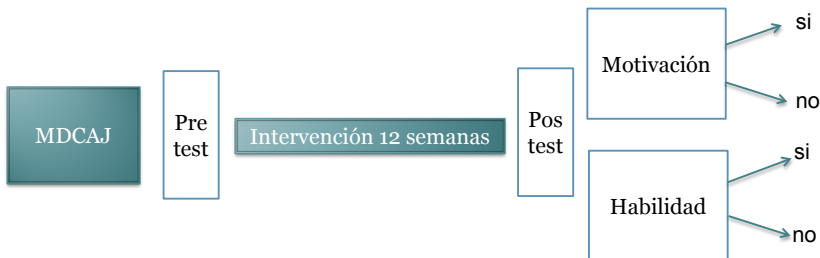 MDCAJ
Pre
test
Intervención 12 semanas
Pos
test
Motivación
si
no
Habilidad
si
no